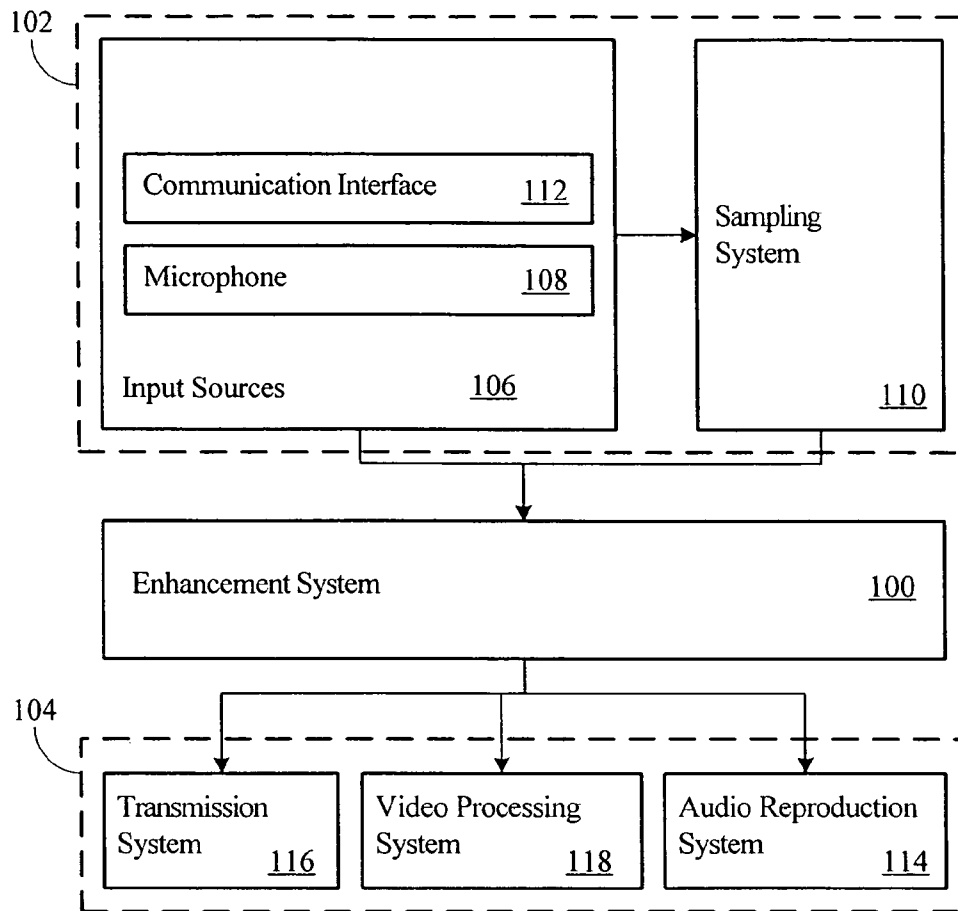 102
Communication Interface 112
Microphone 108
Input Sources 106
Sampling
System
110
Enhancement System 100
104
Transmission
System
116
Video Processing
System
118
Audio Reproduction
System
114